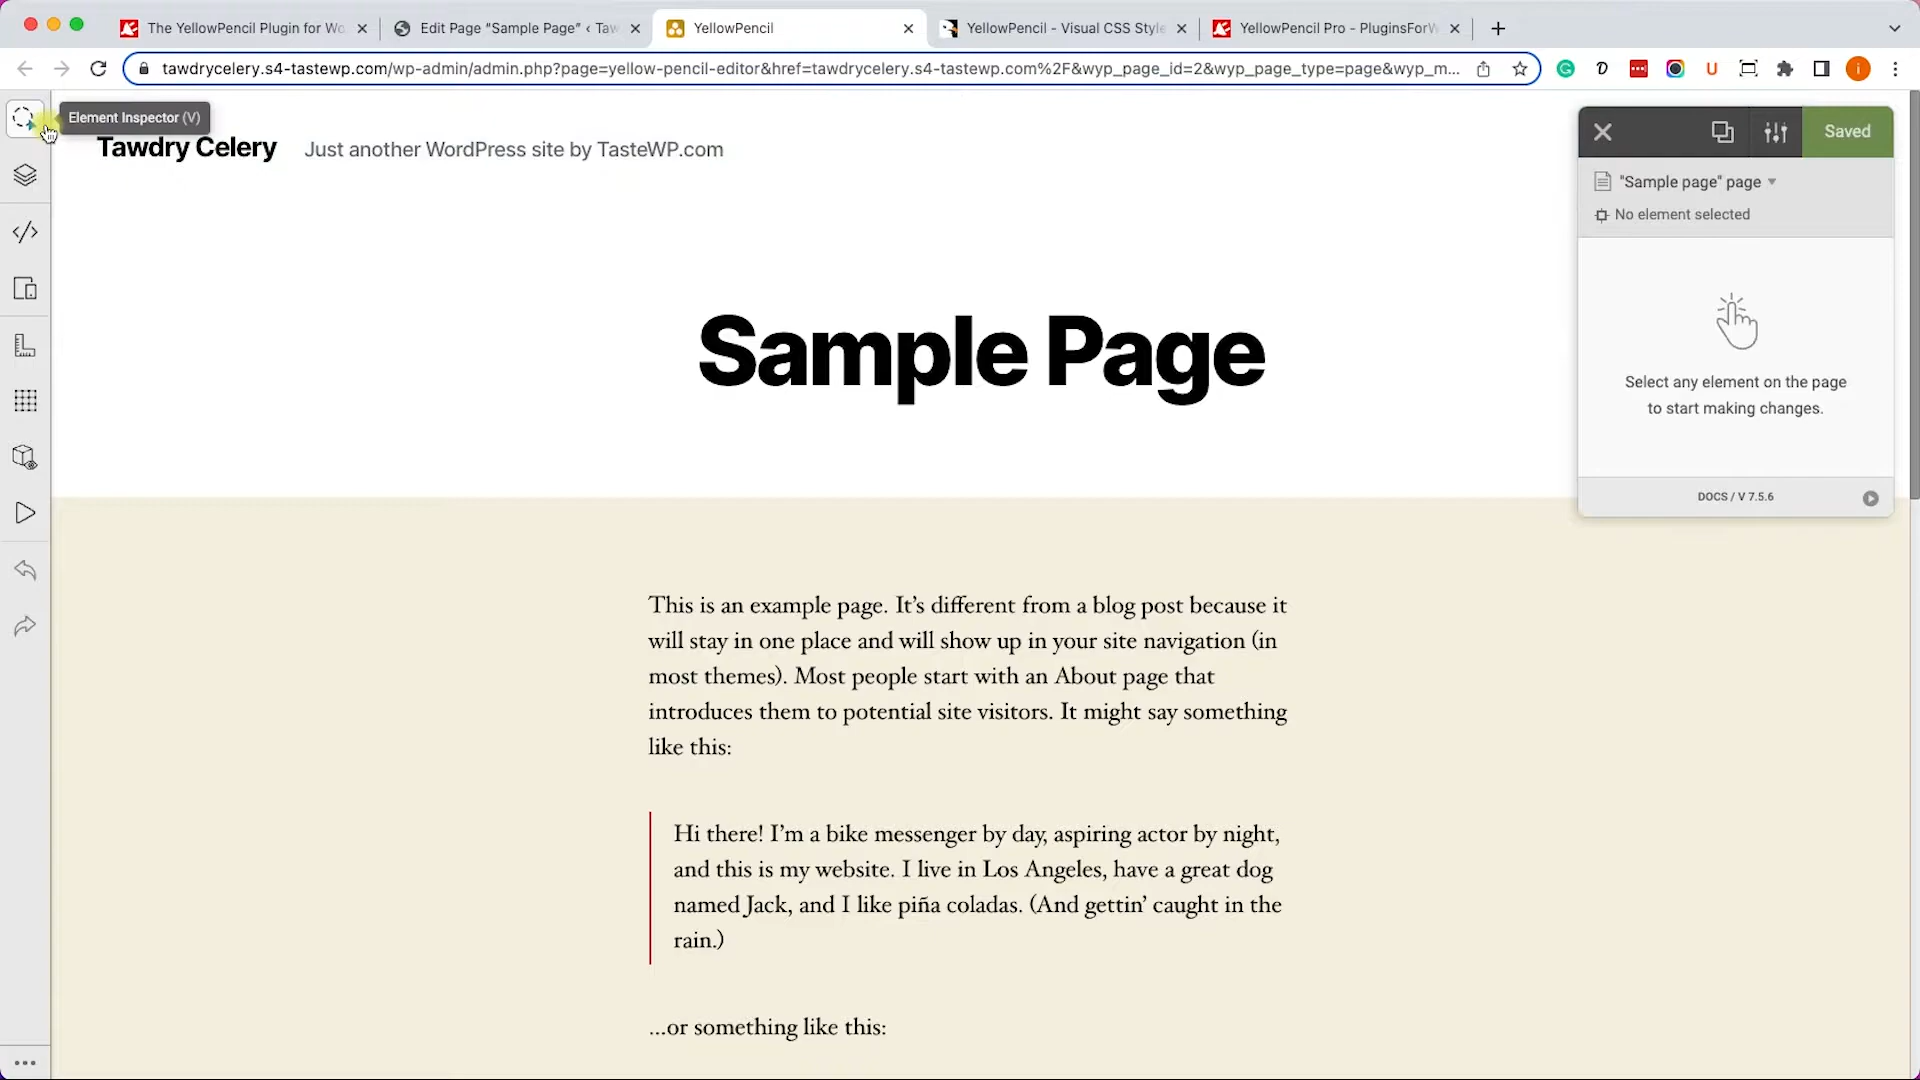 The YellowPencil Plugin for Wo
Edit Page “Sample Page” ‹ Taw
YellowPencil
YellowPencil - Visual CSS Style
YellowPencil Pro - PluginsForW
tawdrycelery.s4-tastewp.com/wp-admin/admin.php?page=yellow-pencil-editor&href=tawdrycelery.s4-tastewp.com%2F&wyp_page_id=2&wyp_page_type=page&wyp_m...
Element Inspector (V)
Tawdry Celery
Just another WordPress site by TasteWP.com
Saved
"Sample page" page
No element selected
Select any element on the page
to start making changes.
DOCS / V 7.5.6
Sample Page
This is an example page. It’s different from a blog post because it
will stay in one place and will show up in your site navigation (in
most themes). Most people start with an About page that
introduces them to potential site visitors. It might say something
like this:
Hi there! I’m a bike messenger by day, aspiring actor by night,
and this is my website. I live in Los Angeles, have a great dog
named Jack, and I like piña coladas. (And gettin’ caught in the
rain.)
…or something like this: